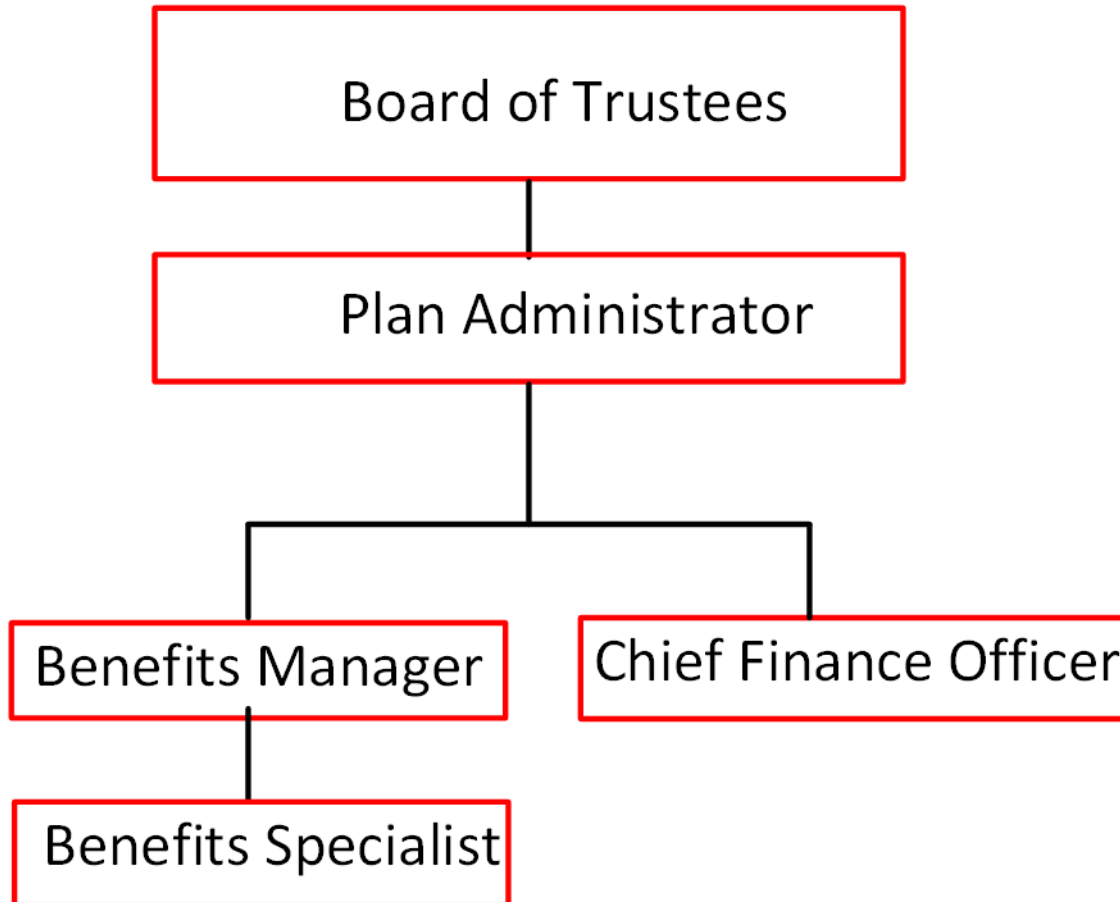 Board of Trustees
Plan Administrator
Benefits Manager
Chief Finance Officer
Benefits Specialist